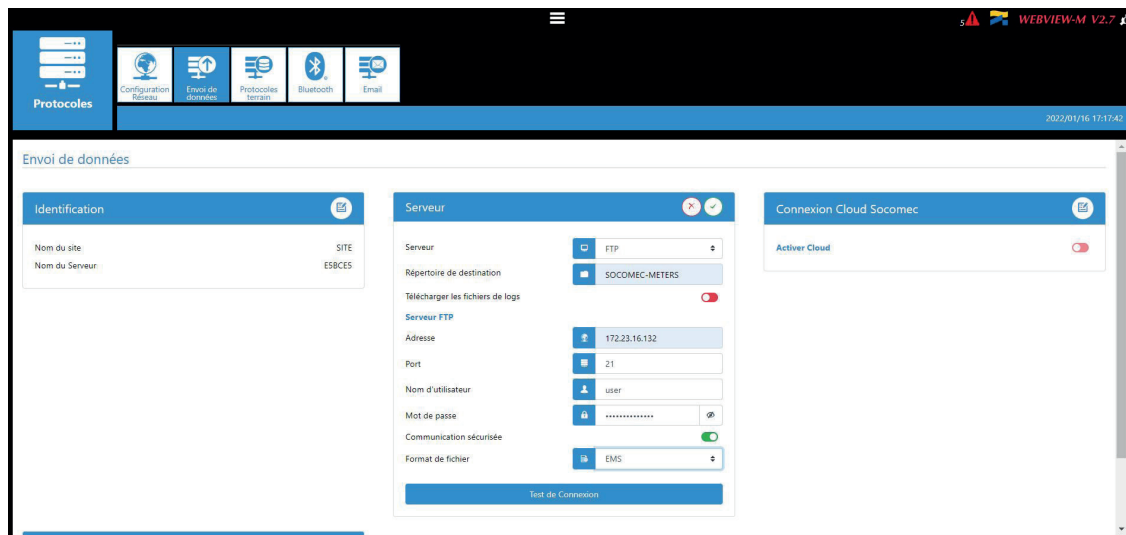 5
WEBVIEW-M V2.7
Protocoles
Configuration Réseau
Envoi de données
Protocoles terrain
Bluetooth
Email
2022/01/16 17:17:42
Envoi de données
Identification
Nom du site SITE
Nom du Serveur E5BCE5
Serveur
Serveur FTP
Répertoire de destination SOCOMEC-METERS
Télécharger les fichiers de logs
Serveur FTP
Adresse 172.23.16.132
Port 21
Nom d'utilisateur user
Mot de passe ••••••••••••••
Communication sécurisée
Format de fichier EMS
Test de Connexion
Connexion Cloud Socomec
Activer Cloud